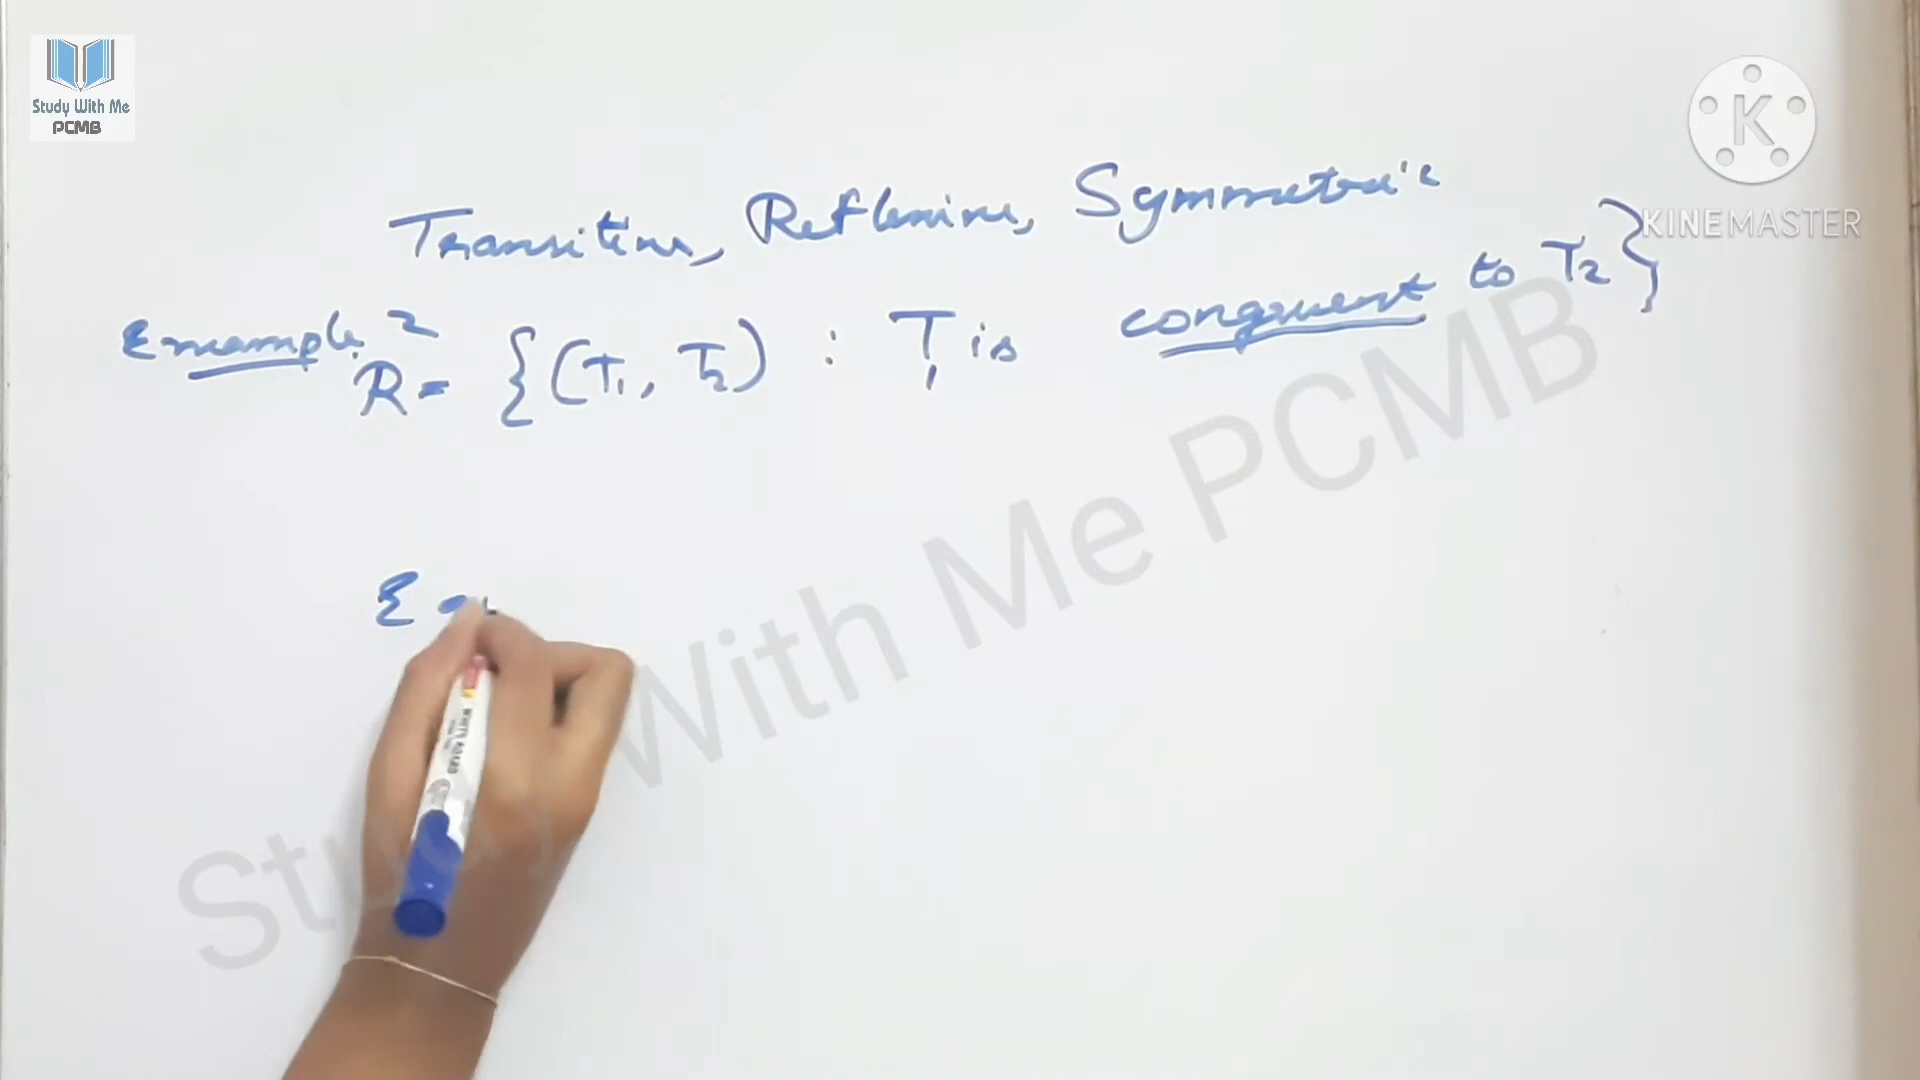 Study With Me
PCMB
K
KINEMASTER
Transitive, Reflexive, Symmetric
Example 2
R = {(T₁, T₂) : T₁ is congruent to T₂}
Study With Me PCMB